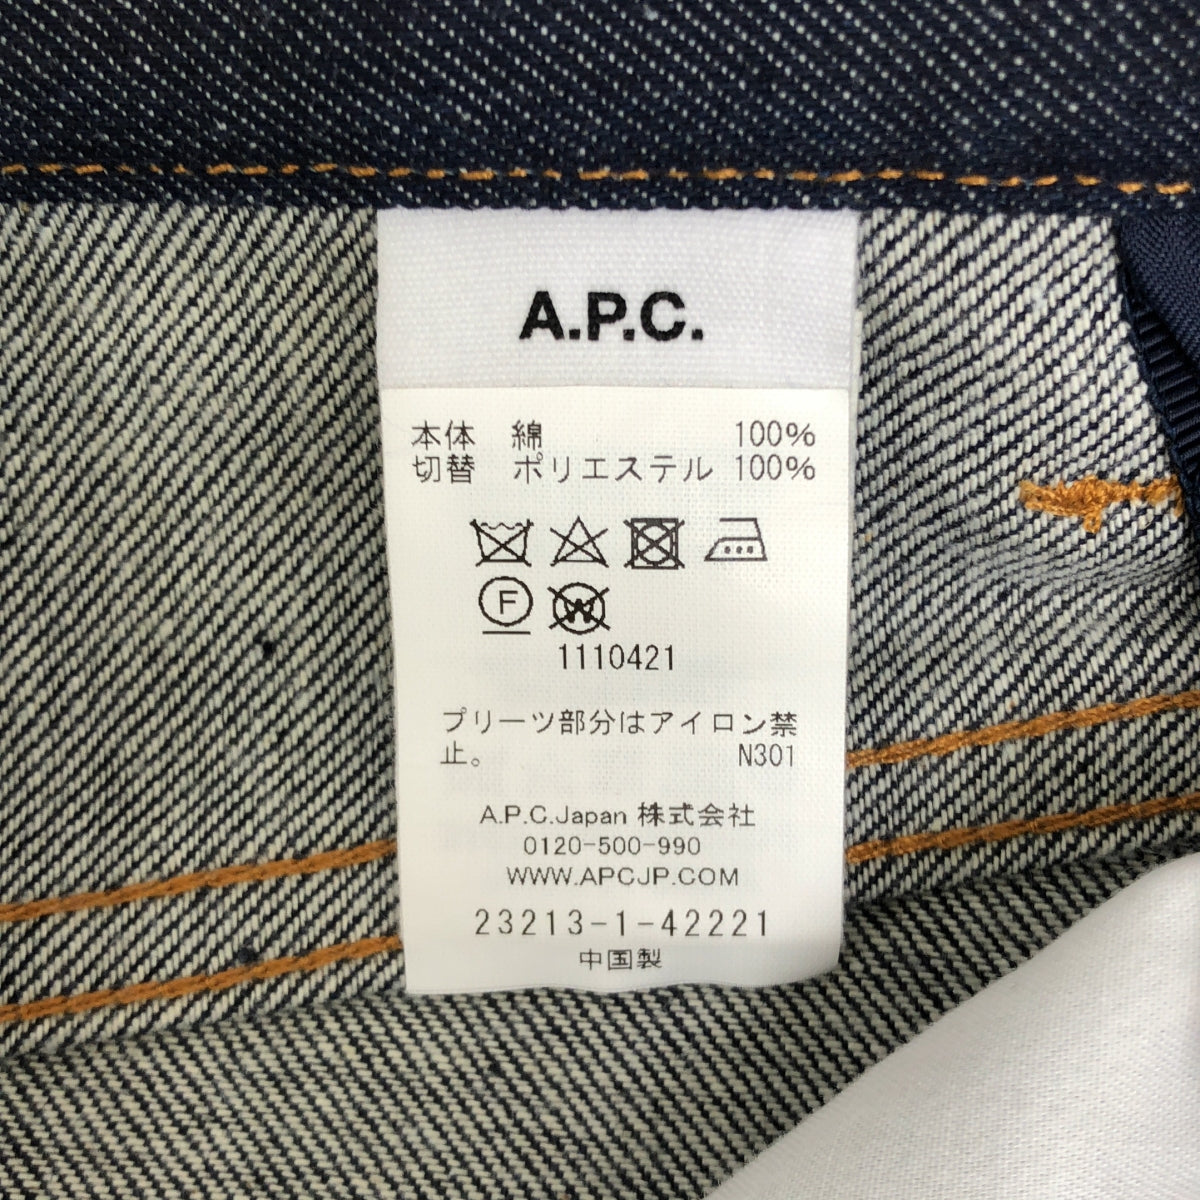 A.P.C.
本体 綿 100%
切替 ポリエステル 100%
F W
1110421
プリーツ部分はアイロン禁
止。 N301
A.P.C.Japan 株式会社
0120-500-990
WWW.APCJP.COM
23213-1-42221
中国製